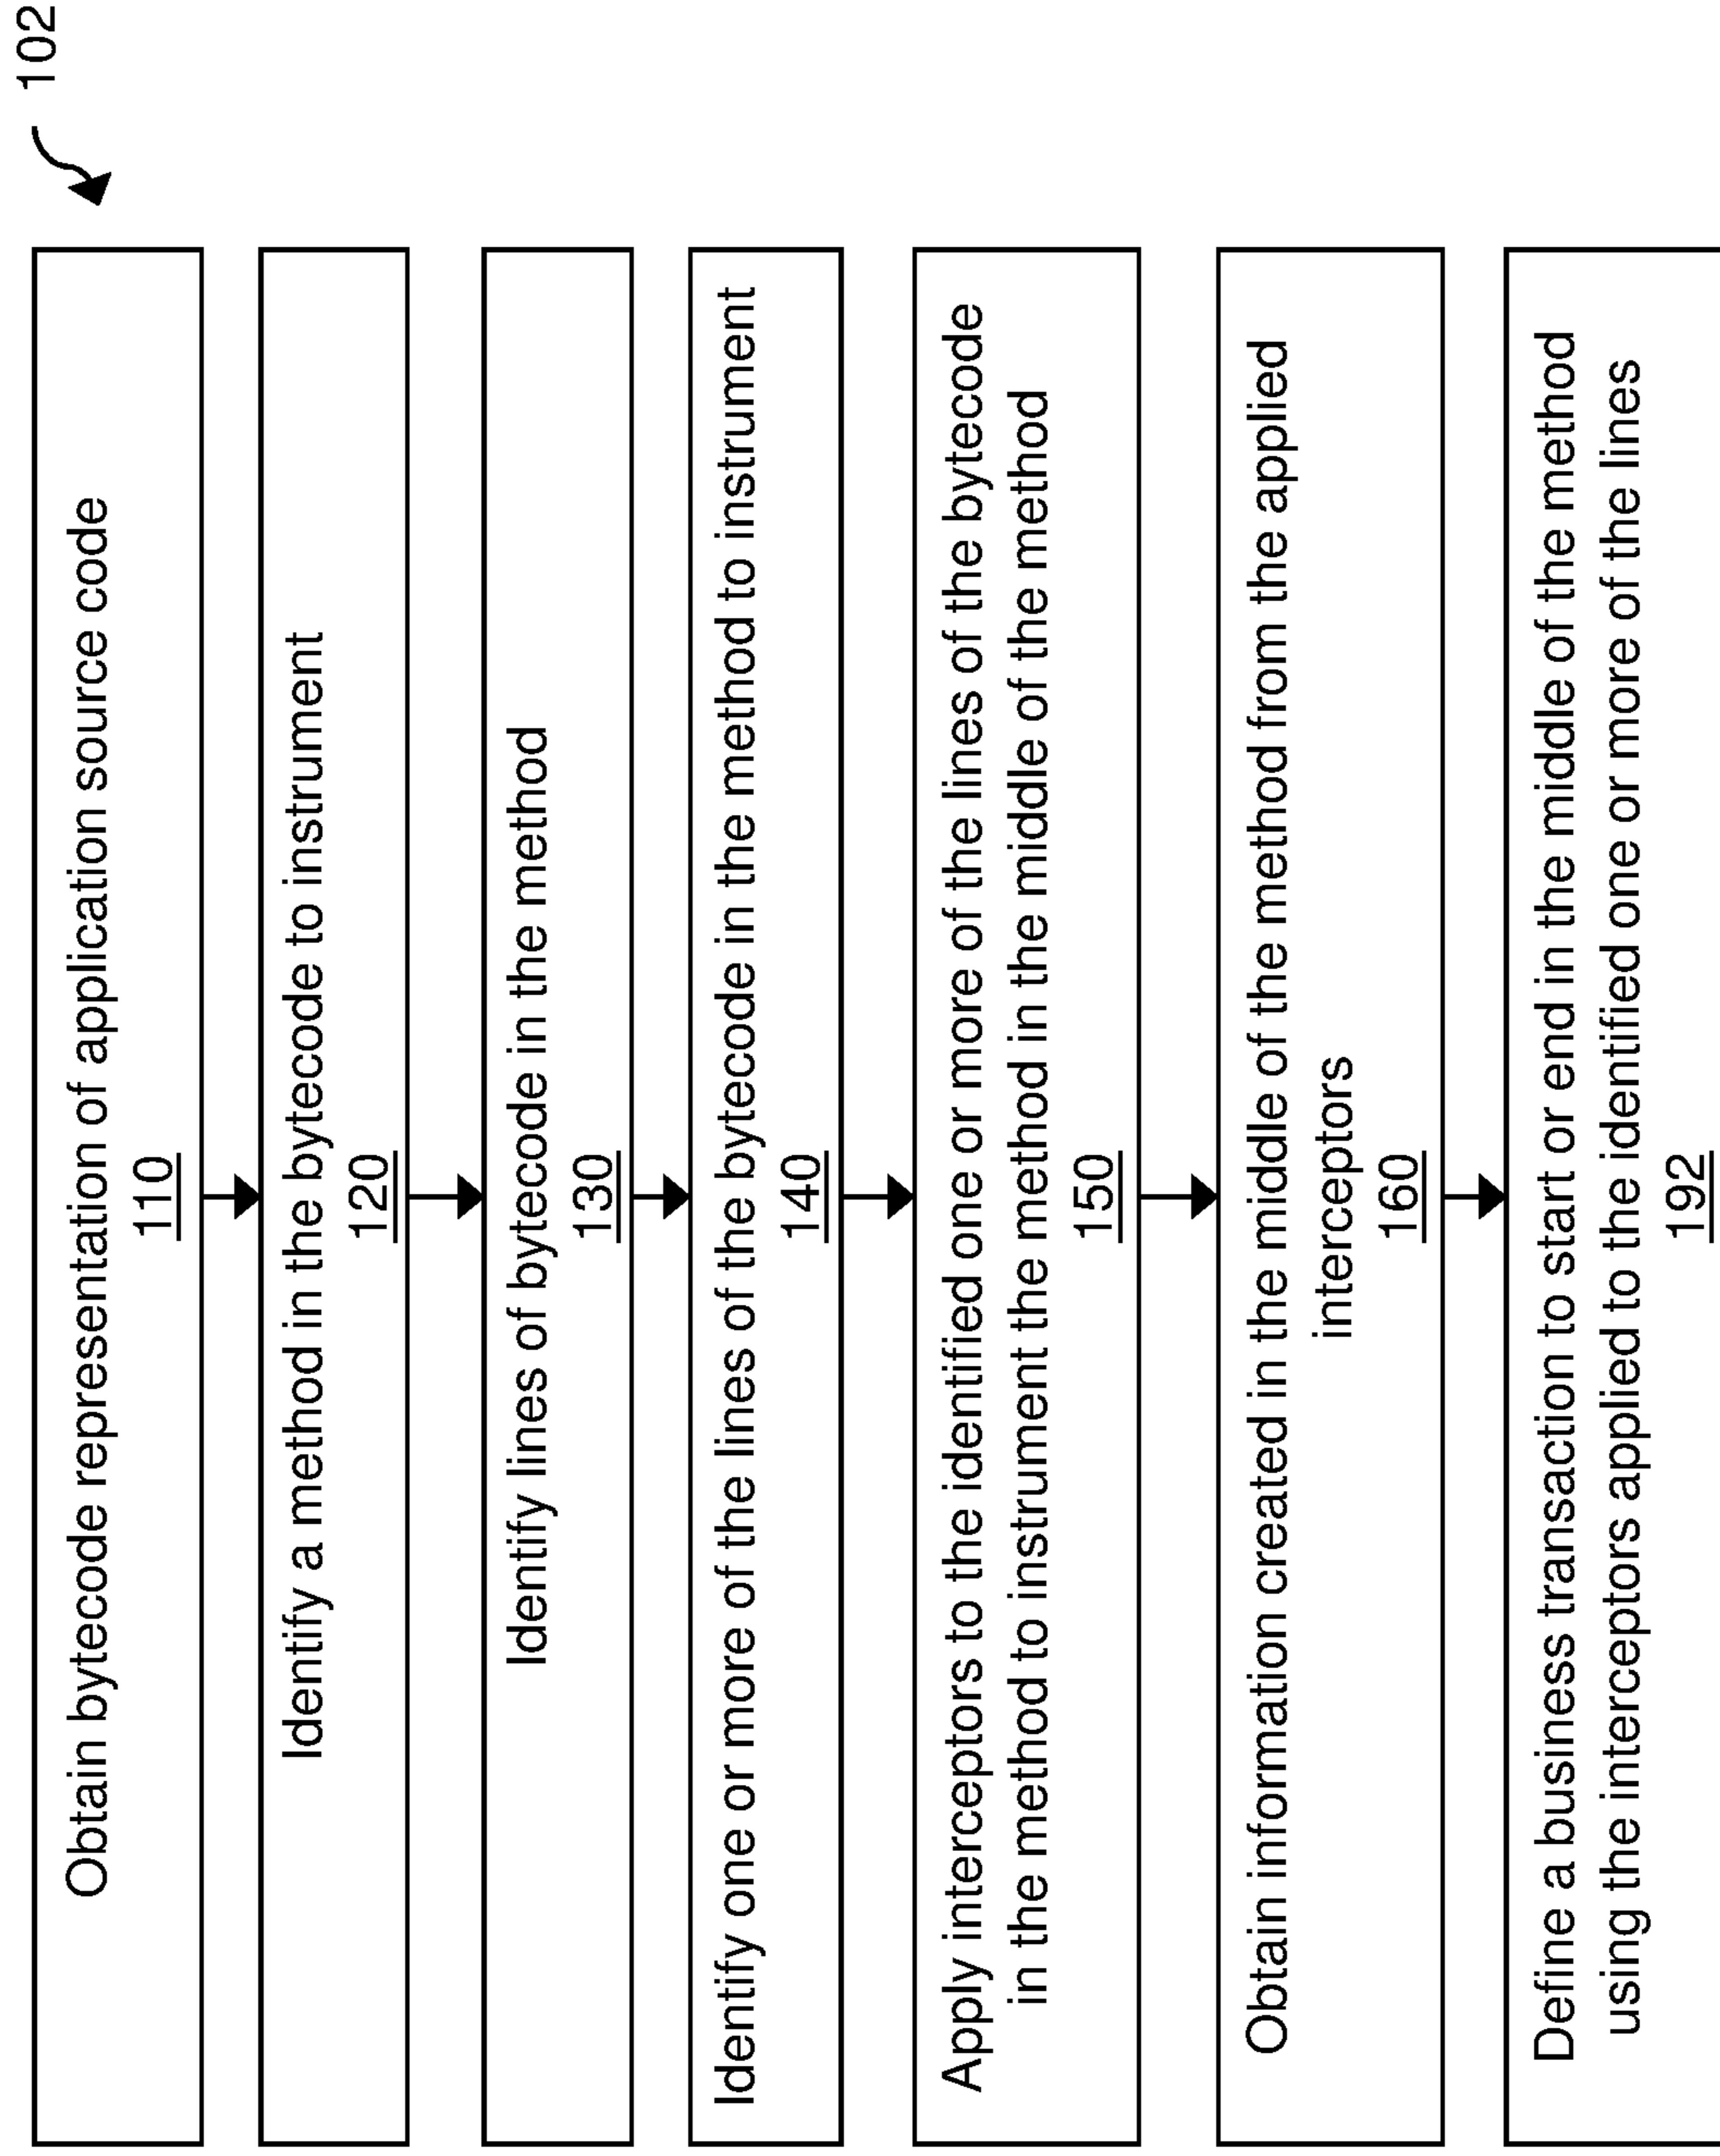 102
Obtain bytecode representation of application source code
110
Identify a method in the bytecode to instrument
120
Identify lines of bytecode in the method
130
Identify one or more of the lines of the bytecode in the method to instrument
140
Apply interceptors to the identified one or more of the lines of the bytecode
in the method to instrument the method in the middle of the method
150
Obtain information created in the middle of the method from the applied
interceptors
160
Define a business transaction to start or end in the middle of the method
using the interceptors applied to the identified one or more of the lines
192